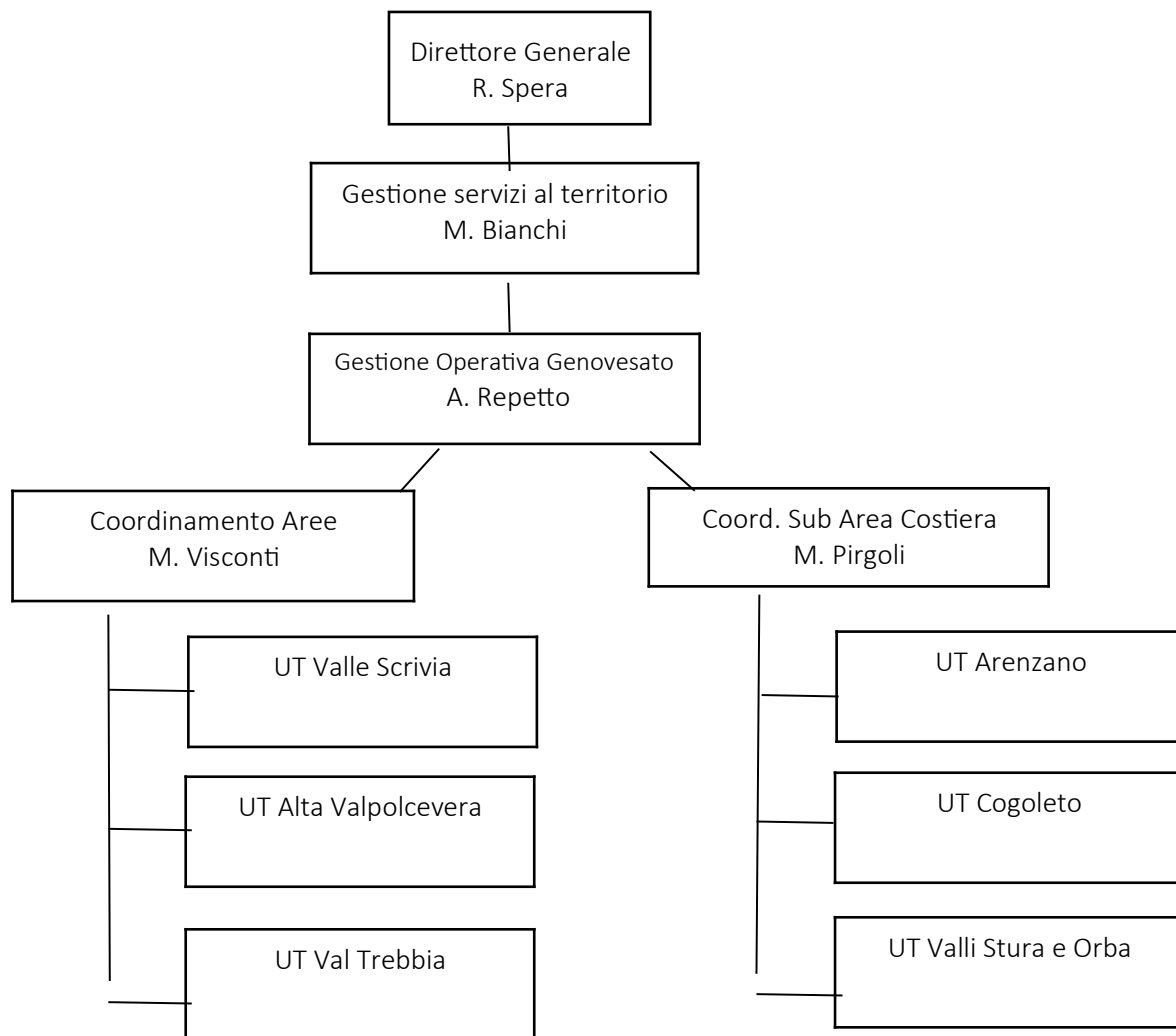 Direttore Generale
R. Spera
Gestione servizi al territorio
M. Bianchi
Gestione Operativa Genovesato
A. Repetto
Coordinamento Aree
M. Visconti
Coord. Sub Area Costiera
M. Pirgoli
UT Valle Scrivia
UT Alta Valpolcevera
UT Val Trebbia
UT Arenzano
UT Cogoleto
UT Valli Stura e Orba